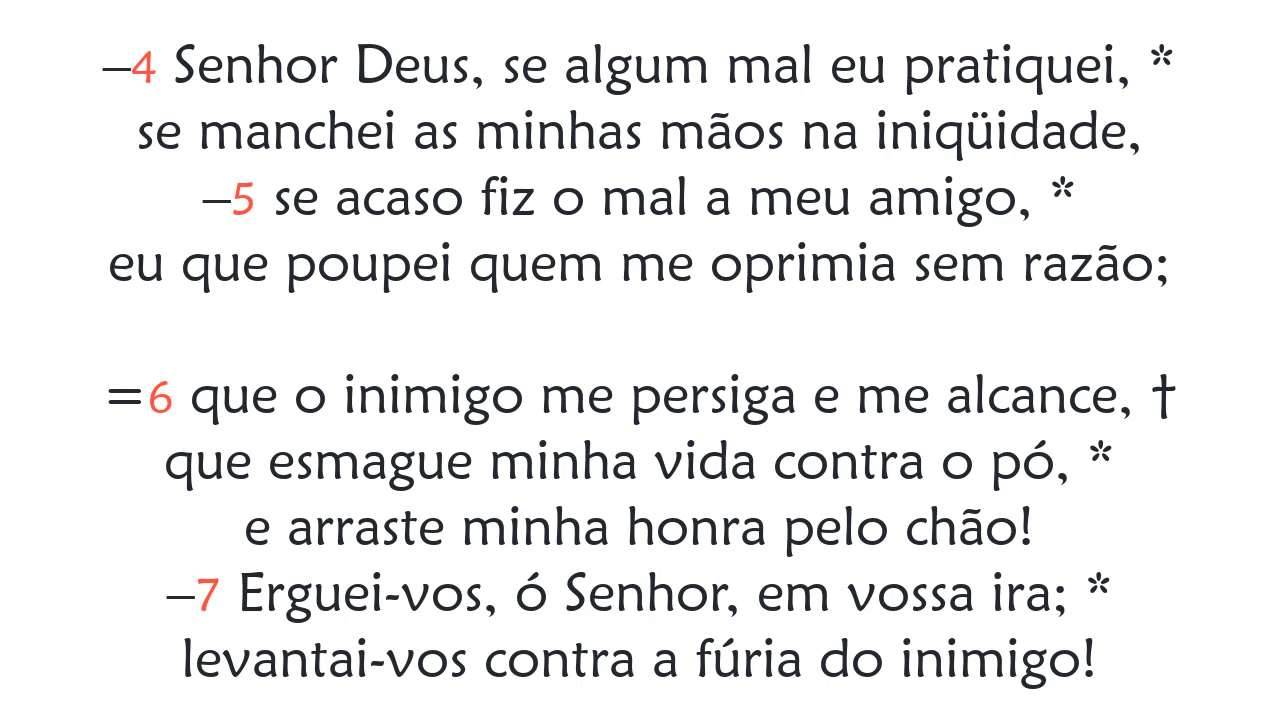 –4 Senhor Deus, se algum mal eu pratiquei, *
se manchei as minhas mãos na iniqüidade,
–5 se acaso fiz o mal a meu amigo, *
eu que poupei quem me oprimia sem razão;
=6 que o inimigo me persiga e me alcance, †
que esmague minha vida contra o pó, *
e arraste minha honra pelo chão!
–7 Erguei-vos, ó Senhor, em vossa ira; *
levantai-vos contra a fúria do inimigo!